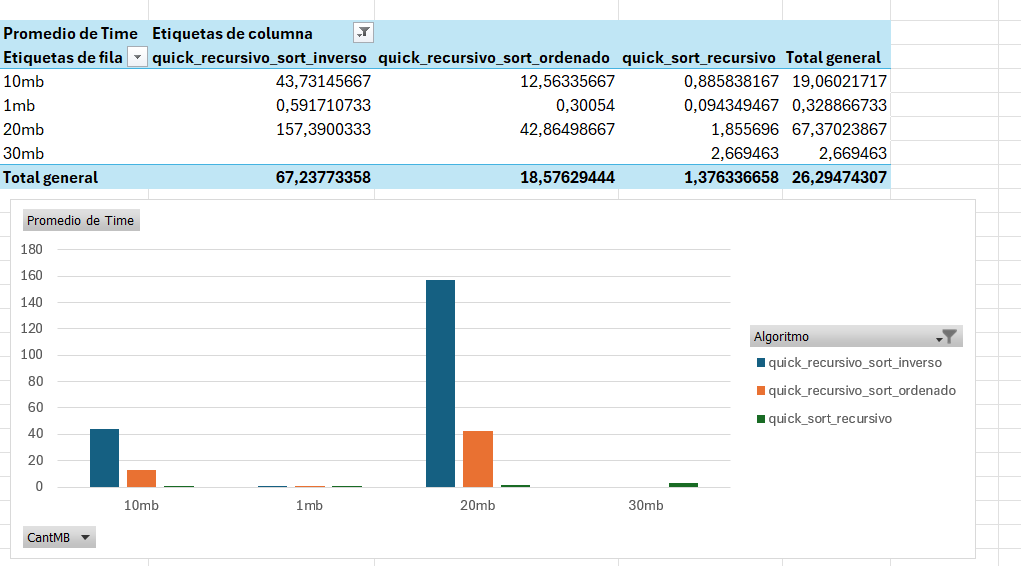 Promedio de Time Etiquetas de columna
Etiquetas de fila quick_recursivo_sort_inverso quick_recursivo_sort_ordenado quick_sort_recursivo Total general
10mb 43,73145667 12,56335667 0,885838167 19,06021717
1mb 0,591710733 0,30054 0,094349467 0,328866733
20mb 157,3900333 42,86498667 1,855696 67,37023867
30mb 2,669463 2,669463
Total general 67,23773358 18,57629444 1,376336658 26,29474307
Promedio de Time
180
160
140
120
100
80
60
40
20
0
10mb 1mb 20mb 30mb
Algoritmo
quick_recursivo_sort_inverso
quick_recursivo_sort_ordenado
quick_sort_recursivo
CantMB